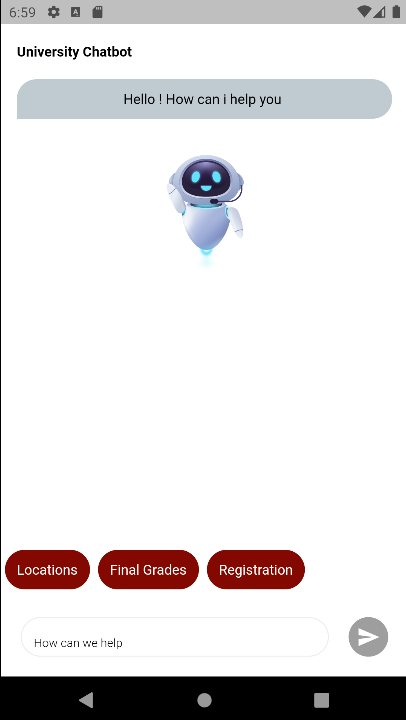 6:59
A
University Chatbot
Hello ! How can i help you
Locations
Final Grades
Registration
How can we help